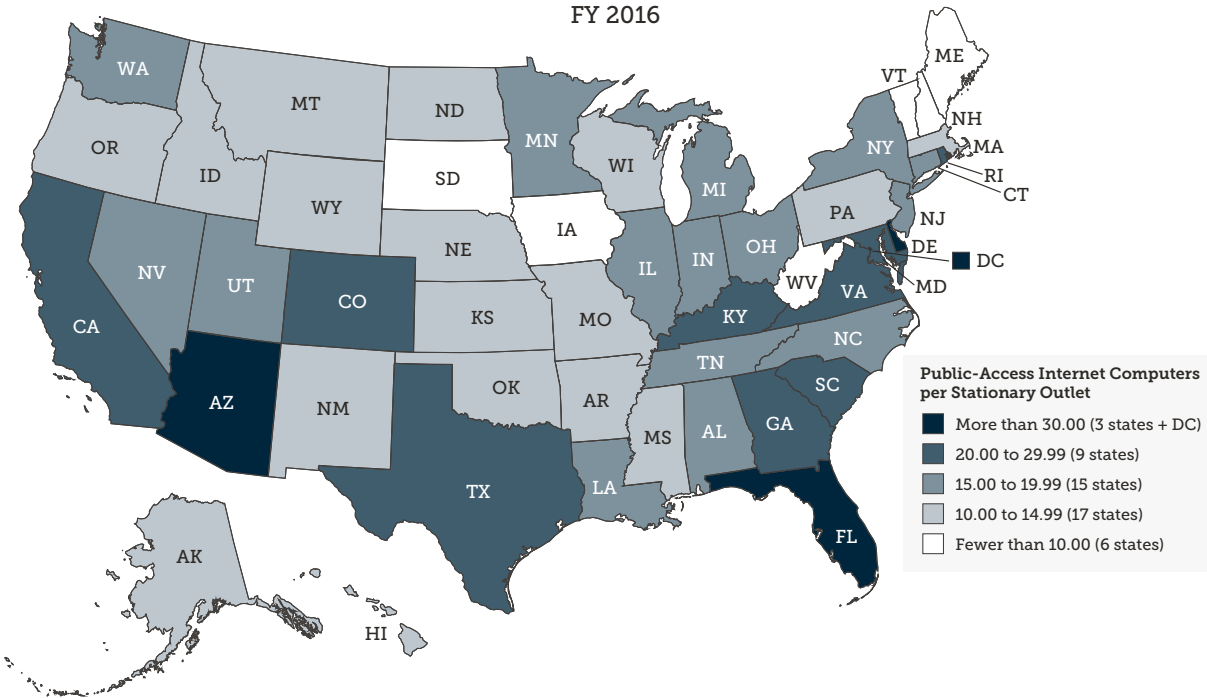 FY 2016
WA
MT
ND
MN
OR
ID
WY
SD
WI
MI
NY
VT
ME
NH
MA
RI
CT
NJ
DE
DC
MD
PA
NV
UT
CO
NE
IA
IL
IN
OH
WV
VA
CA
KS
MO
KY
NC
TN
AZ
NM
OK
AR
SC
MS
AL
GA
TX
LA
FL
AK
HI
Public-Access Internet Computers
per Stationary Outlet
More than 30.00 (3 states + DC)
20.00 to 29.99 (9 states)
15.00 to 19.99 (15 states)
10.00 to 14.99 (17 states)
Fewer than 10.00 (6 states)